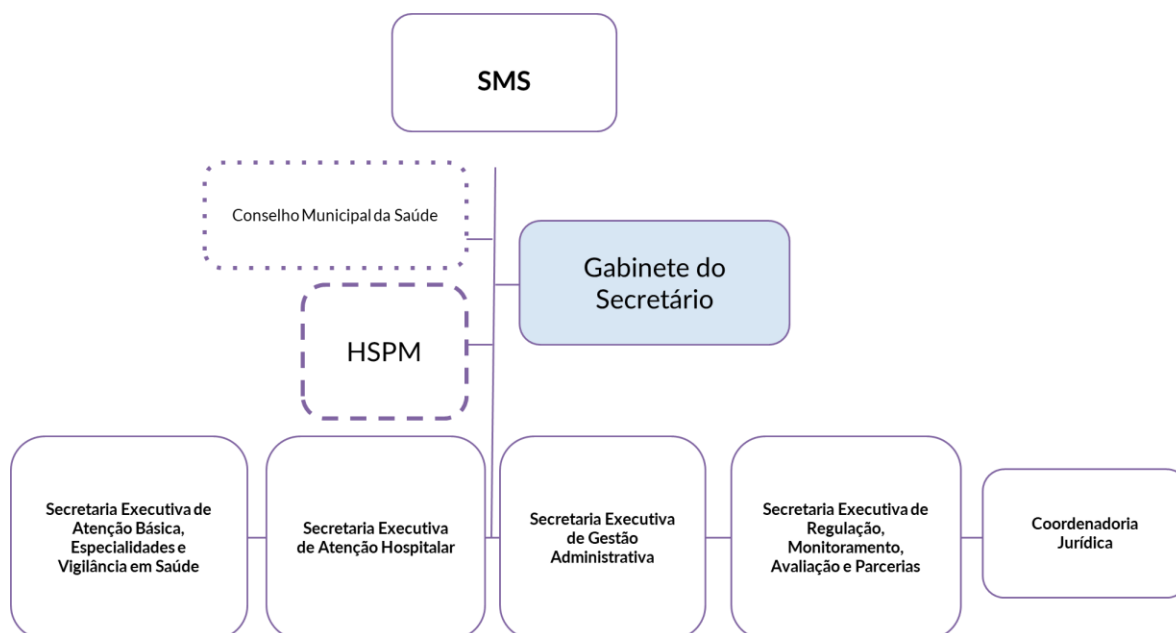 SMS
Conselho Municipal da Saúde
Gabinete do
Secretário
HSPM
Secretaria Executiva de
Atenção Básica,
Especialidades e
Vigilância em Saúde
Secretaria Executiva
de Atenção Hospitalar
Secretaria Executiva
de Gestão
Administrativa
Secretaria Executiva de
Regulação,
Monitoramento,
Avaliação e Parcerias
Coordenadoria
Jurídica